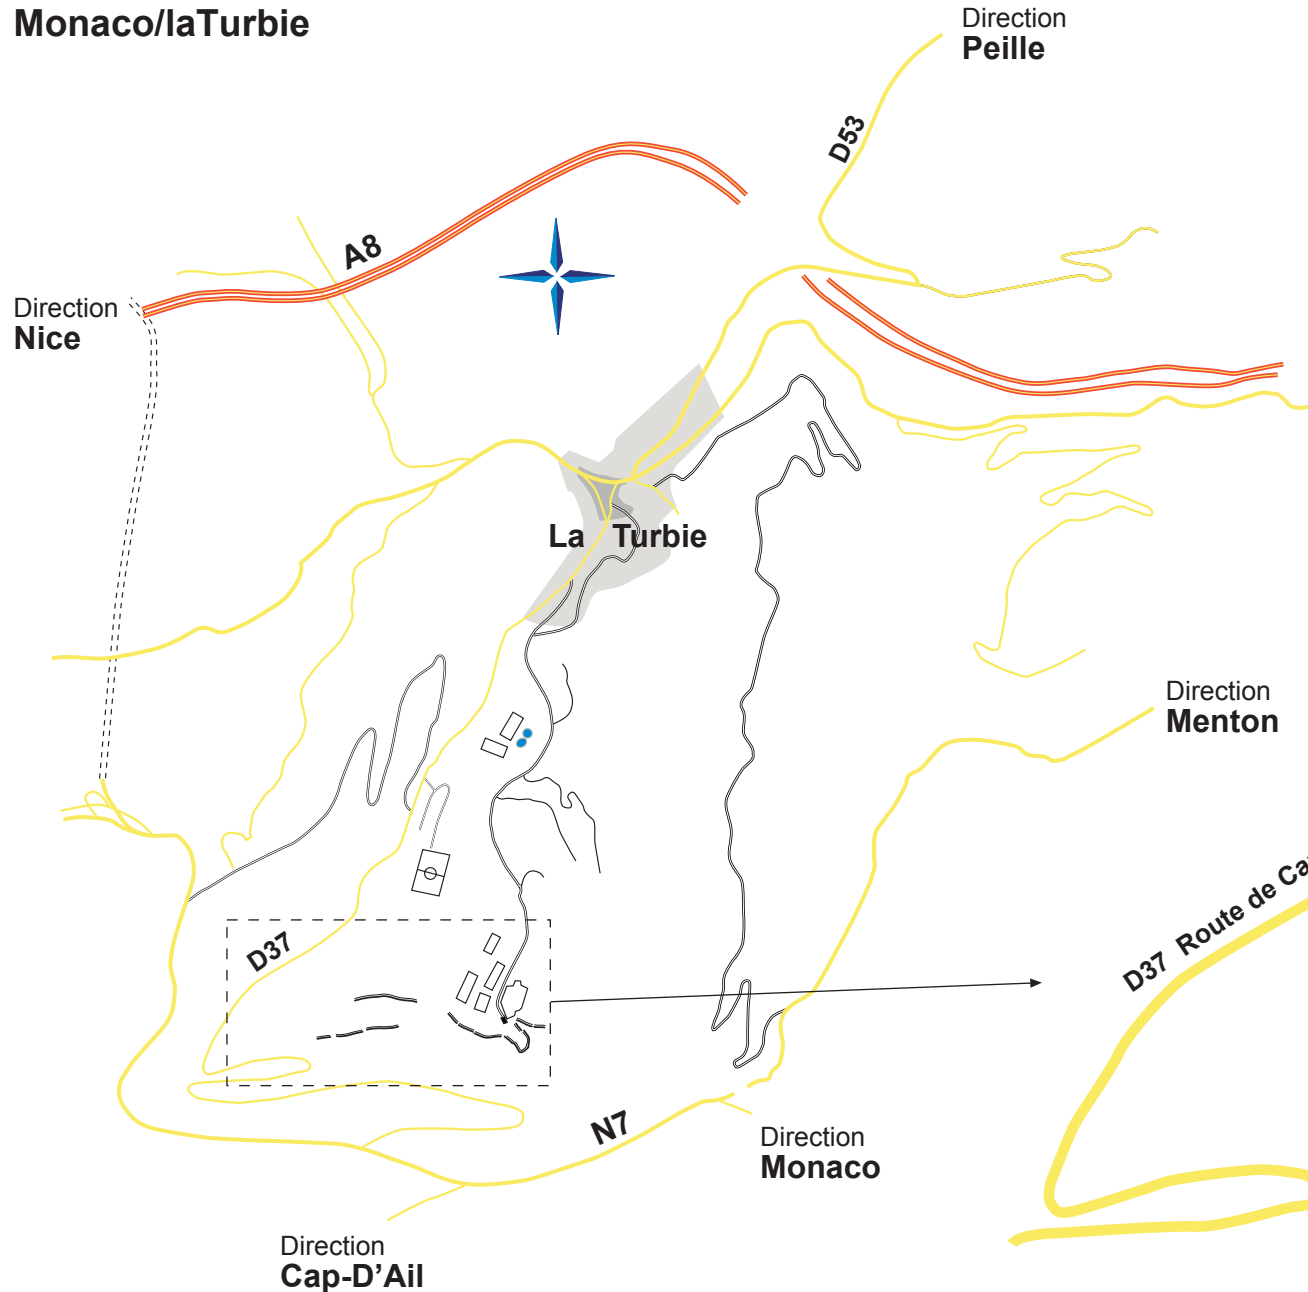 Monaco/laTurbie
Direction
Peille
D53
A8
Direction
Nice
La Turbie
Direction
Menton
D37 Route de
D37
N7
Direction
Monaco
Direction
Cap-D'Ail